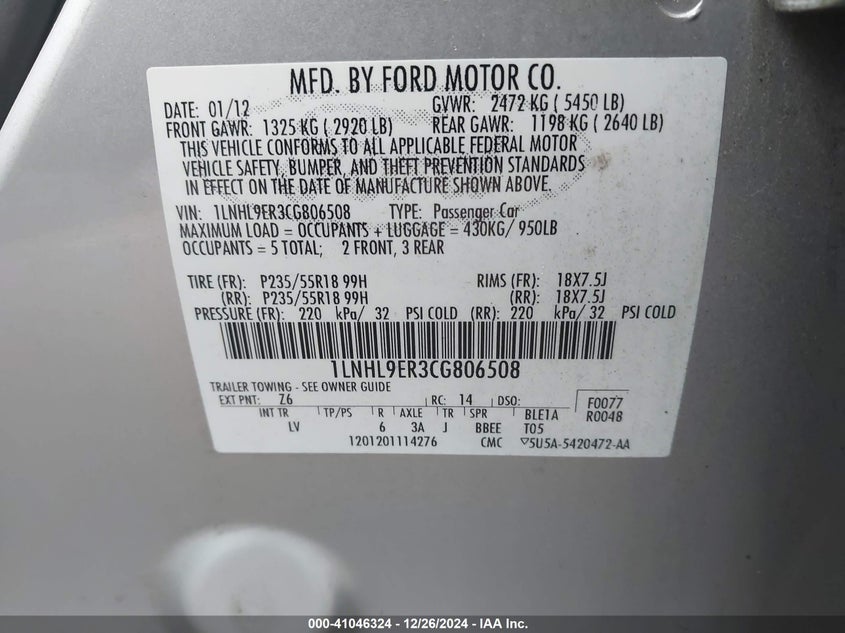 MFD. BY FORD MOTOR CO.
DATE: 01/12 GVWR: 2472 KG ( 5450 LB)
FRONT GAWR: 1325 KG ( 2920 LB) REAR GAWR: 1198 KG ( 2640 LB)
THIS VEHICLE CONFORMS TO ALL APPLICABLE FEDERAL MOTOR
VEHICLE SAFETY, BUMPER, AND THEFT PREVENTION STANDARDS
IN EFFECT ON THE DATE OF MANUFACTURE SHOWN ABOVE.
VIN: 1LNHL9ER3CG806508 TYPE: Passenger Car
MAXIMUM LOAD = OCCUPANTS + LUGGAGE = 430KG/ 950LB
OCCUPANTS = 5 TOTAL; 2 FRONT, 3 REAR
TIRE (FR): P235/55R18 99H RIMS (FR): 18X7.5J
(RR): P235/55R18 99H (RR): 18X7.5J
PRESSURE (FR): 220 kPa/ 32 PSI COLD (RR): 220 kPa/ 32 PSI COLD
1LNHL9ER3CG806508
TRAILER TOWING - SEE OWNER GUIDE
EXT PNT: Z6 RC: 14 DSO: F0077
INT TR TP/PS R AXLE TR SPR BLE1A R0048
LV 6 3A J BBEE T05
1201201114276 CMC ▽5U5A-5420472-AA
000-41046324 - 12/26/2024 - IAA Inc.